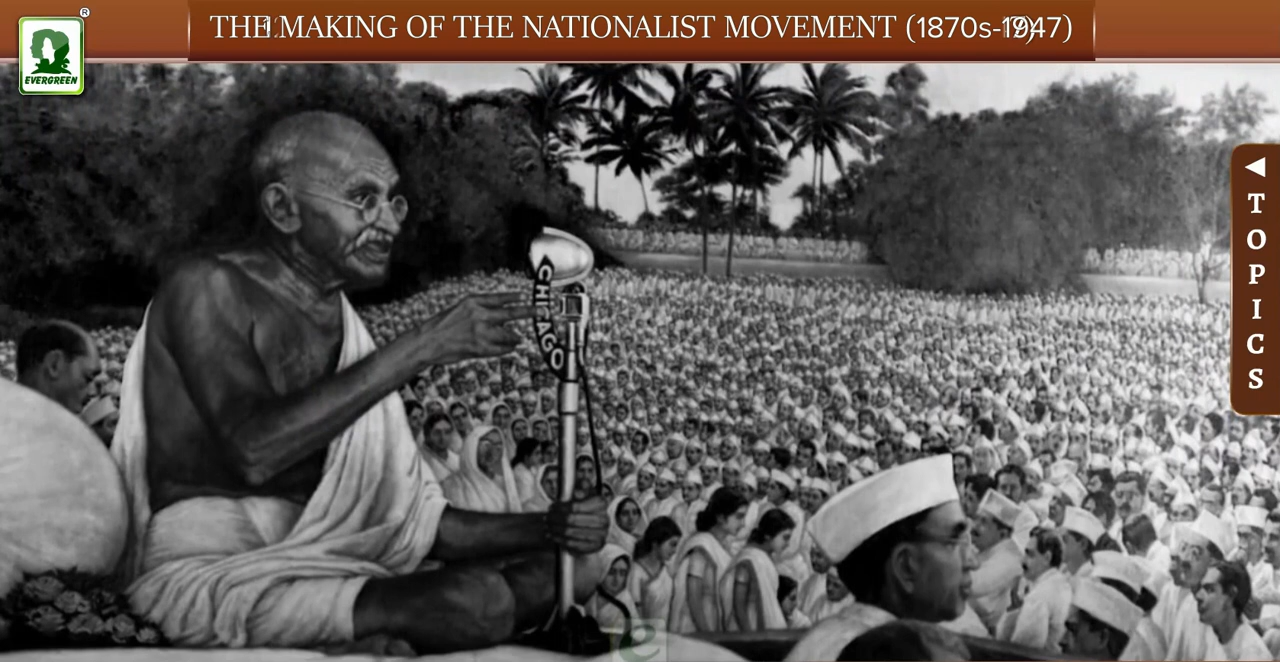 THE MAKING OF THE NATIONALIST MOVEMENT (1870s-1947)
®
EVERGREEN
CHICAGO
TOPICS
e